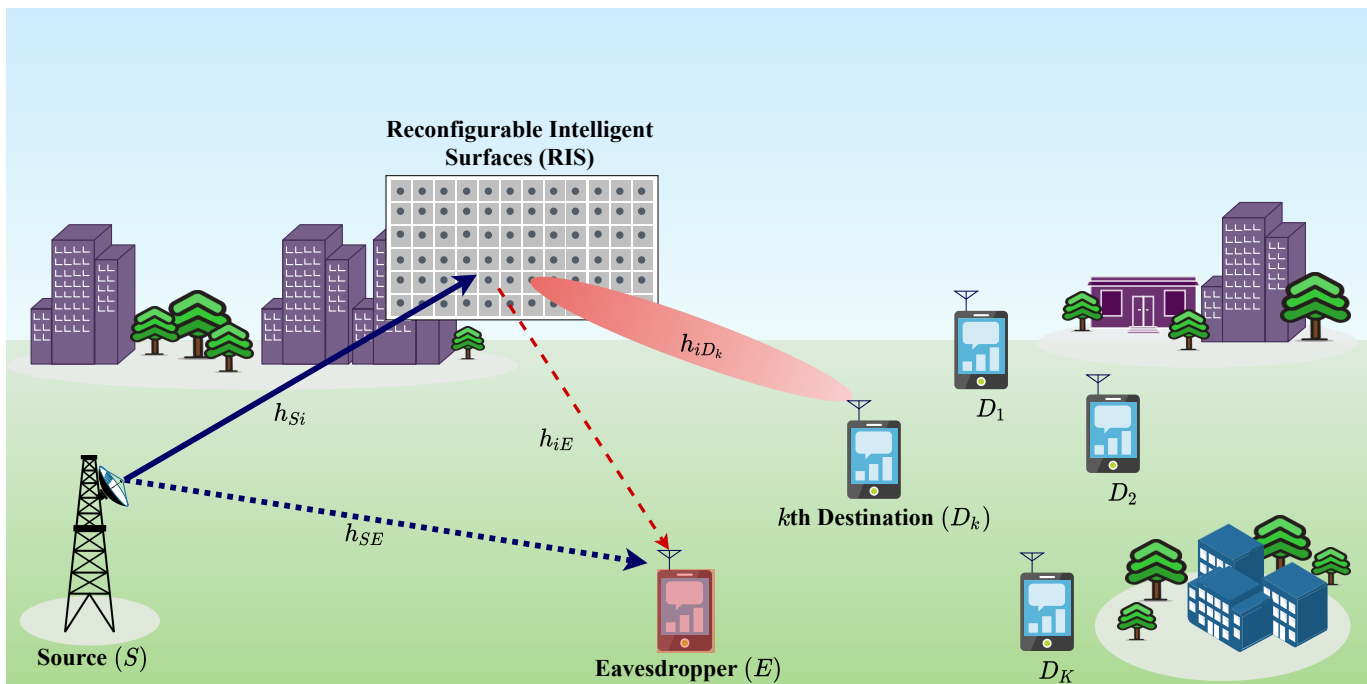 Reconfigurable Intelligent
Surfaces (RIS)
h_{iD_k}
h_{Si}
D_1
h_{iE}
D_2
kth Destination (D_k)
h_{SE}
Source (S)
Eavesdropper (E)
D_K